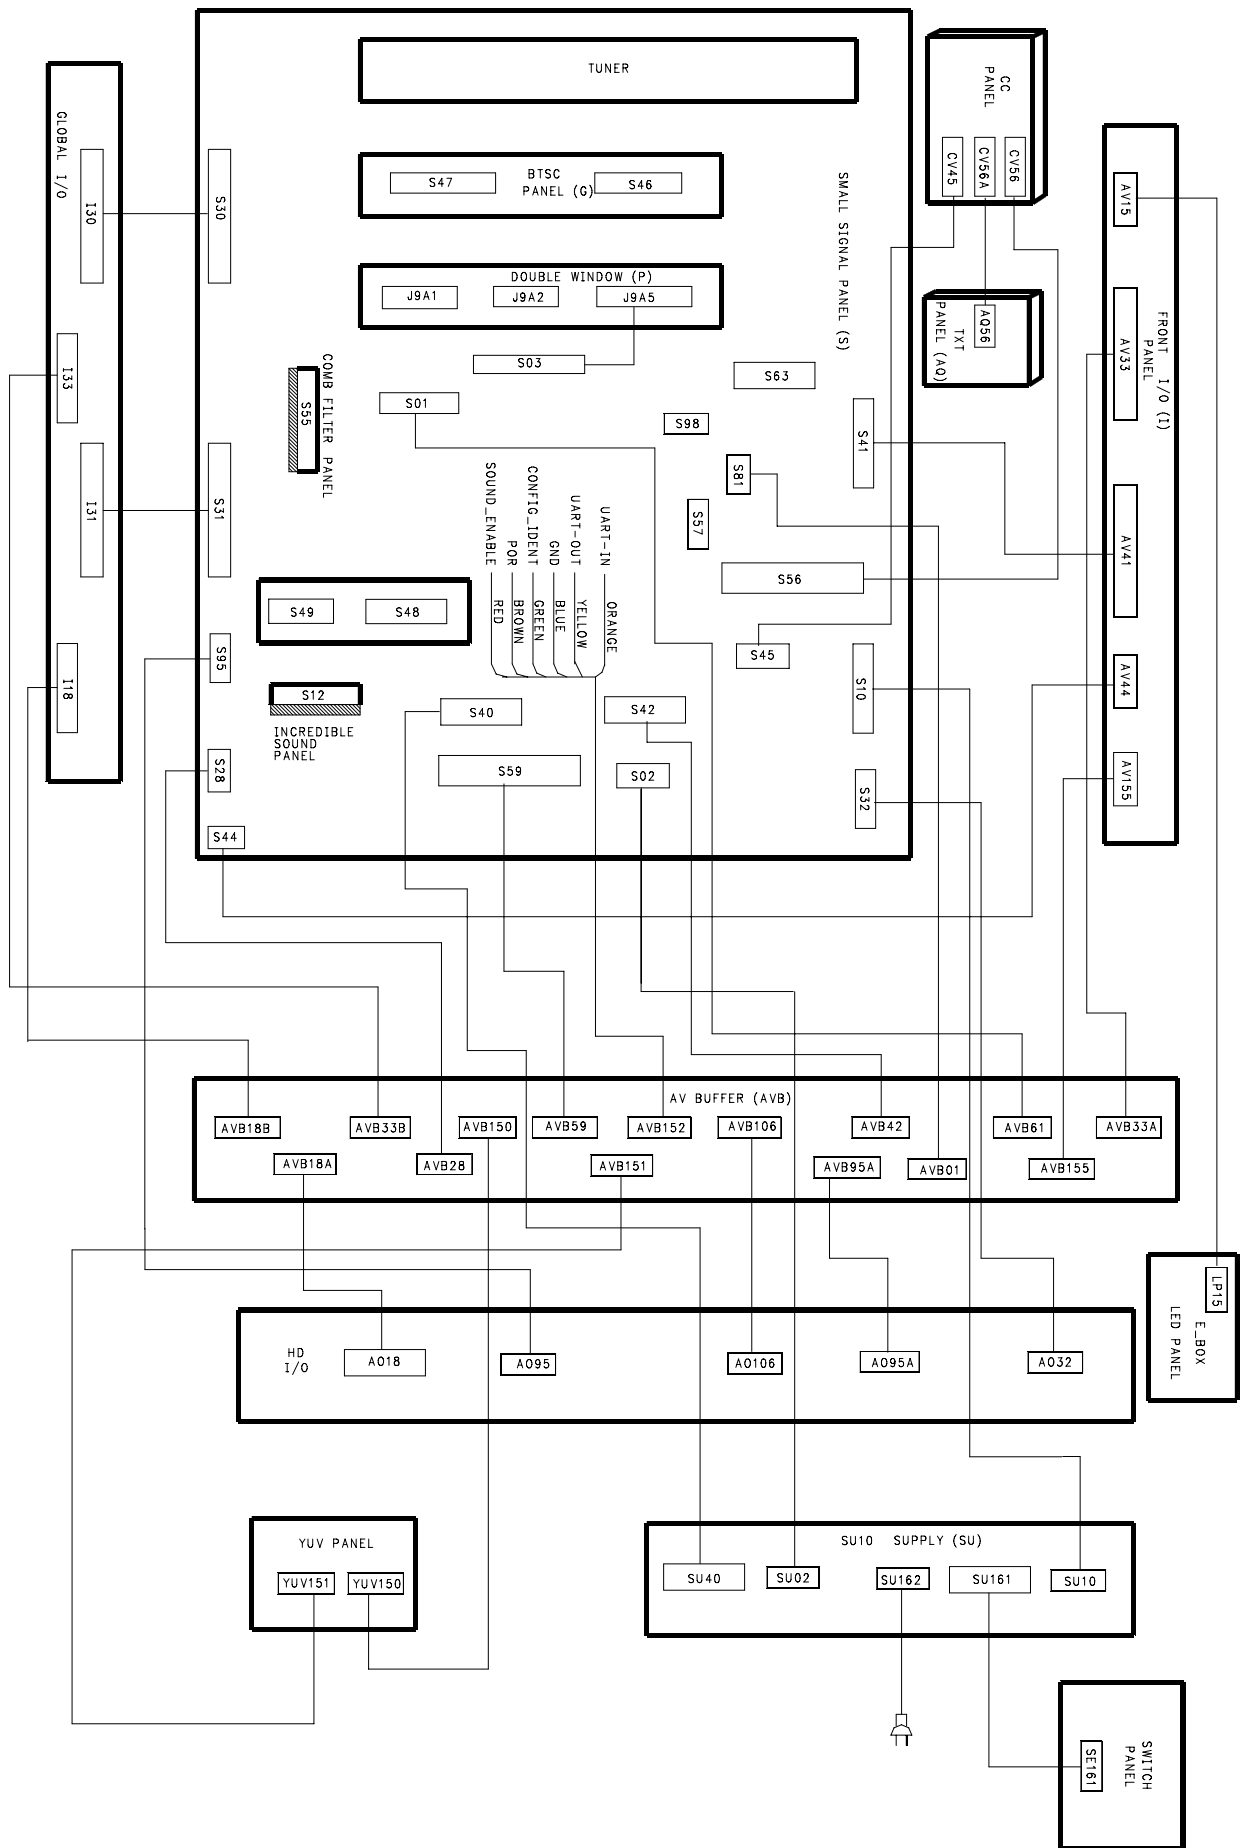 TUNER
CC
PANEL
CV45
CV56A
CV56
GLOBAL I/O
I30
S30
S47
BTSC
PANEL (G)
S46
SMALL SIGNAL PANEL (S)
AV15
DOUBLE WINDOW (P)
J9A1
J9A2
J9A5
AQ56
TXT
PANEL (AQ)
AV33
FRONT I/O (I)
PANEL
I33
S03
S63
COMB FILTER PANEL
S55
S01
S98
S41
I31
S31
S81
S57
AV41
SOUND_ENABLE
POR
CONFIG_IDENT
GND
UART-OUT
UART-IN
RED
BROWN
GREEN
BLUE
YELLOW
ORANGE
S56
S49
S48
S95
S45
AV44
I18
S12
S40
S42
S10
INCREDIBLE
SOUND
PANEL
S28
S59
S02
S32
AV155
S44
AV BUFFER (AVB)
AVB18B
AVB33B
AVB150
AVB59
AVB152
AVB106
AVB42
AVB61
AVB33A
AVB18A
AVB28
AVB151
AVB95A
AVB01
AVB155
LP15
E_BOX
LED PANEL
HD
I/O
AO18
AO95
AO106
AO95A
AO32
YUV PANEL
YUV151
YUV150
SU10 SUPPLY (SU)
SU40
SU02
SU162
SU161
SU10
SWITCH
PANEL
SE161